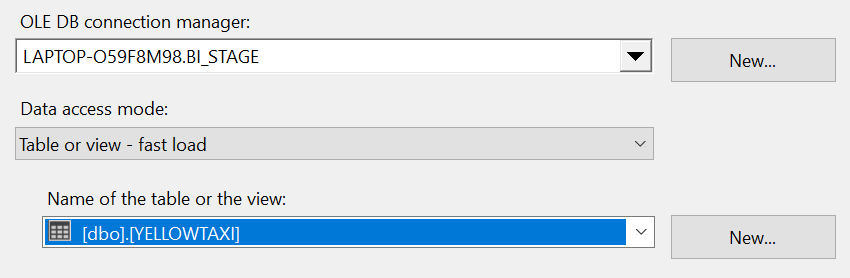 OLE DB connection manager:
LAPTOP-O59F8M98.BI_STAGE
New...
Data access mode:
Table or view - fast load
Name of the table or the view:
[dbo].[YELLOWTAXI]
New...